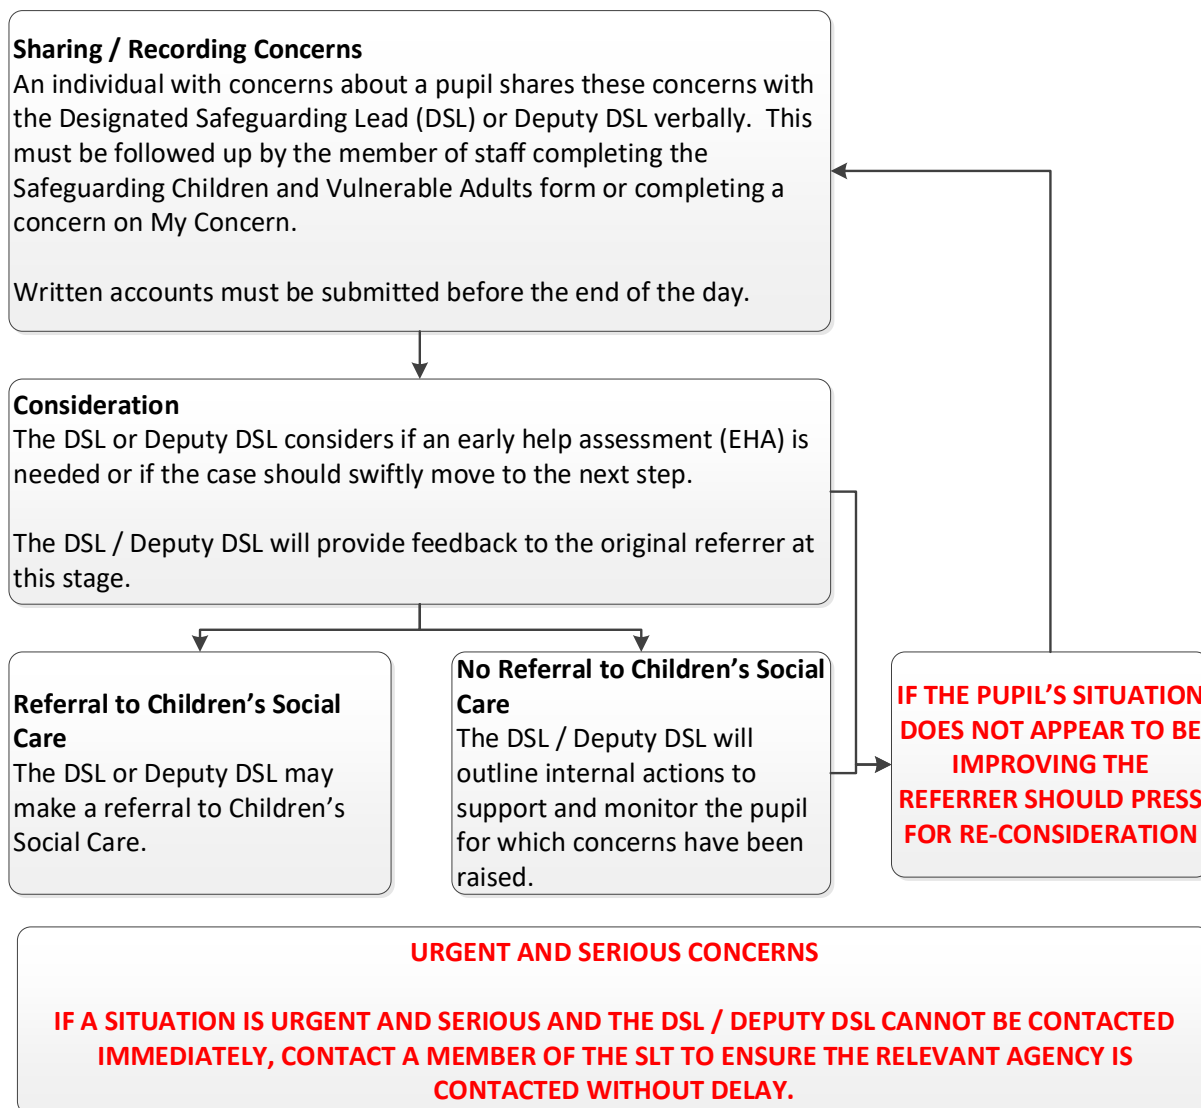 Sharing / Recording Concerns
An individual with concerns about a pupil shares these concerns with
the Designated Safeguarding Lead (DSL) or Deputy DSL verbally.  This
must be followed up by the member of staff completing the
Safeguarding Children and Vulnerable Adults form or completing a
concern on My Concern.
Written accounts must be submitted before the end of the day.
Consideration
The DSL or Deputy DSL considers if an early help assessment (EHA) is
needed or if the case should swiftly move to the next step.
The DSL / Deputy DSL will provide feedback to the original referrer at
this stage.
Referral to Children’s Social
Care
The DSL or Deputy DSL may
make a referral to Children’s
Social Care.
No Referral to Children’s Social
Care
The DSL / Deputy DSL will
outline internal actions to
support and monitor the pupil
for which concerns have been
raised.
IF THE PUPIL’S SITUATION
DOES NOT APPEAR TO BE
IMPROVING THE
REFERRER SHOULD PRESS
FOR RE-CONSIDERATION
URGENT AND SERIOUS CONCERNS
IF A SITUATION IS URGENT AND SERIOUS AND THE DSL / DEPUTY DSL CANNOT BE CONTACTED
IMMEDIATELY, CONTACT A MEMBER OF THE SLT TO ENSURE THE RELEVANT AGENCY IS
CONTACTED WITHOUT DELAY.